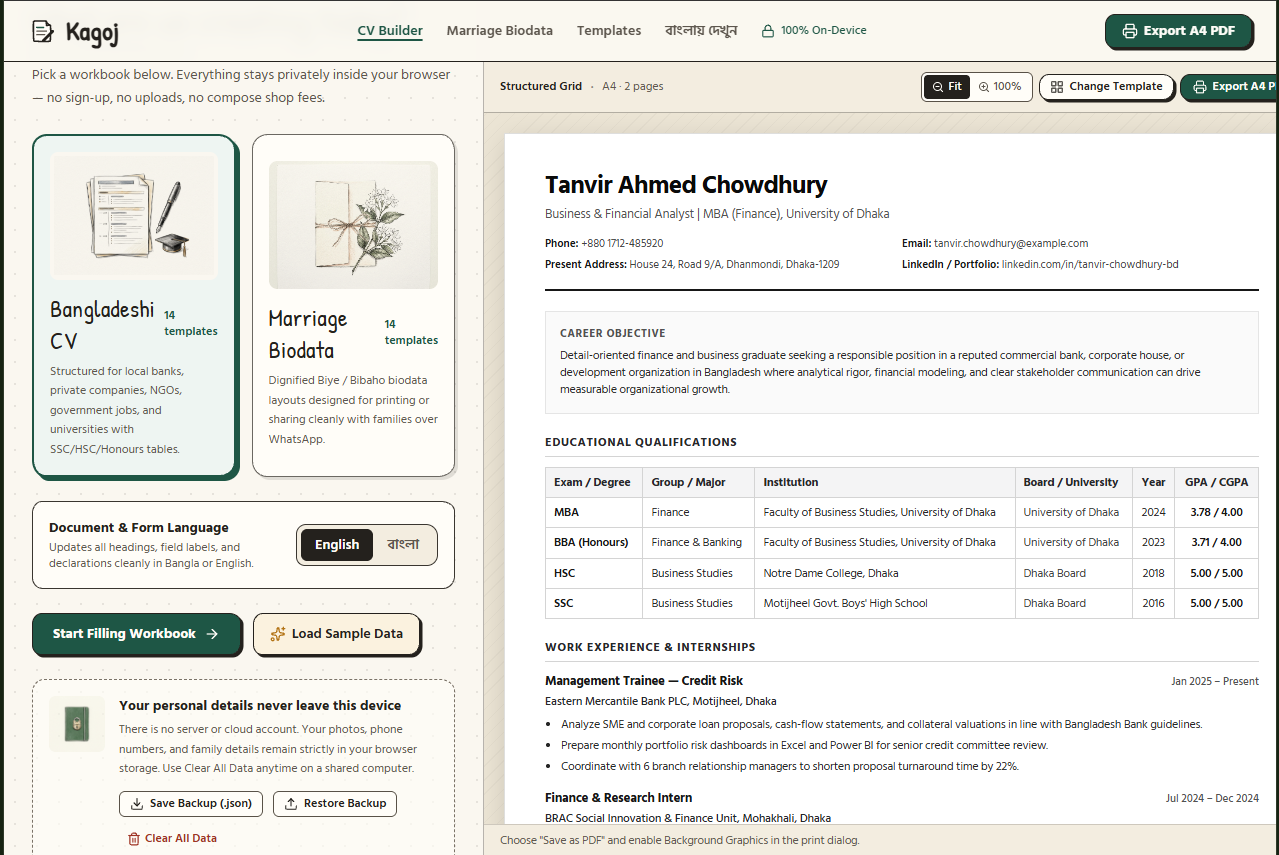 Kagoj
CV Builder
Marriage Biodata
Templates
বাংলায় দেখুন
100% On-Device
Export A4 PDF
Pick a workbook below. Everything stays privately inside your browser
— no sign-up, no uploads, no compose shop fees.
Bangladeshi
CV
14
templates
Structured for local banks,
private companies, NGOs,
government jobs, and
universities with
SSC/HSC/Honours tables.
Marriage
Biodata
14
templates
Dignified Biye / Bibaho biodata
layouts designed for printing or
sharing cleanly with families over
WhatsApp.
Document & Form Language
Updates all headings, field labels, and
declarations cleanly in Bangla or English.
English
বাংলা
Start Filling Workbook →
Load Sample Data
Your personal details never leave this device
There is no server or cloud account. Your photos, phone
numbers, and family details remain strictly in your browser
storage. Use Clear All Data anytime on a shared computer.
Save Backup (.json)
Restore Backup
Clear All Data
Structured Grid · A4 · 2 pages
Fit
100%
Change Template
Export A4 P
Tanvir Ahmed Chowdhury
Business & Financial Analyst | MBA (Finance), University of Dhaka
Phone: +880 1712-485920
Email: tanvir.chowdhury@example.com
Present Address: House 24, Road 9/A, Dhanmondi, Dhaka-1209
LinkedIn / Portfolio: linkedin.com/in/tanvir-chowdhury-bd
CAREER OBJECTIVE
Detail-oriented finance and business graduate seeking a responsible position in a reputed commercial bank, corporate house, or
development organization in Bangladesh where analytical rigor, financial modeling, and clear stakeholder communication can drive
measurable organizational growth.
EDUCATIONAL QUALIFICATIONS
Exam / Degree Group / Major Institution Board / University Year GPA / CGPA
MBA Finance Faculty of Business Studies, University of Dhaka University of Dhaka 2024 3.78 / 4.00
BBA (Honours) Finance & Banking Faculty of Business Studies, University of Dhaka University of Dhaka 2023 3.71 / 4.00
HSC Business Studies Notre Dame College, Dhaka Dhaka Board 2018 5.00 / 5.00
SSC Business Studies Motijheel Govt. Boys' High School Dhaka Board 2016 5.00 / 5.00
WORK EXPERIENCE & INTERNSHIPS
Management Trainee — Credit Risk
Jan 2025 – Present
Eastern Mercantile Bank PLC, Motijheel, Dhaka
• Analyze SME and corporate loan proposals, cash-flow statements, and collateral valuations in line with Bangladesh Bank guidelines.
• Prepare monthly portfolio risk dashboards in Excel and Power BI for senior credit committee review.
• Coordinate with 6 branch relationship managers to shorten proposal turnaround time by 22%.
Finance & Research Intern
Jul 2024 – Dec 2024
BRAC Social Innovation & Finance Unit, Mohakhali, Dhaka
Choose "Save as PDF" and enable Background Graphics in the print dialog.